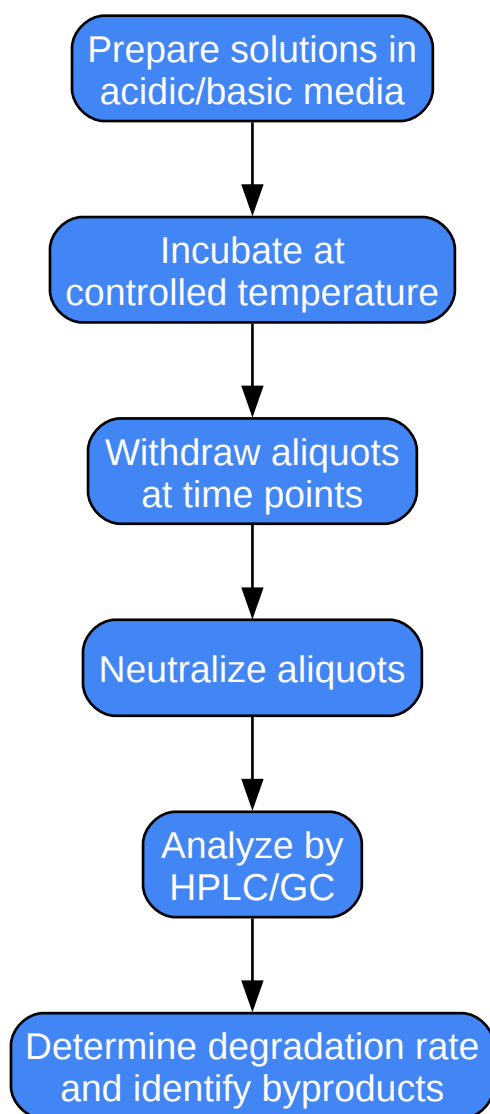 Prepare solutions in
acidic/basic media
Incubate at
controlled temperature
Withdraw aliquots
at time points
Neutralize aliquots
Analyze by
HPLC/GC
Determine degradation rate
and identify byproducts